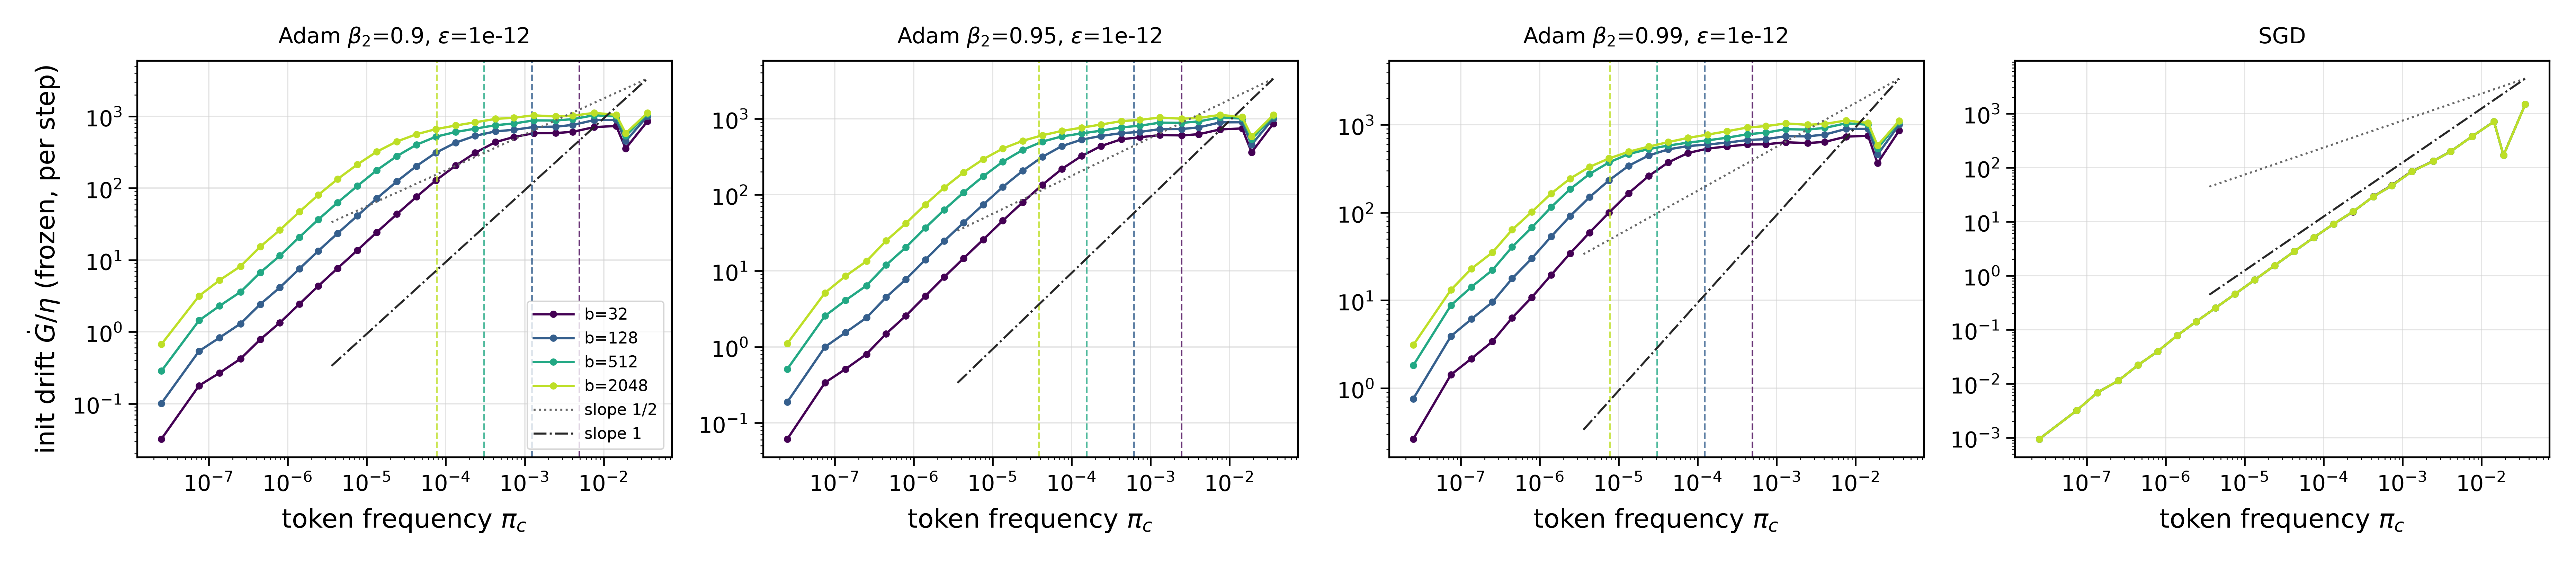 Adam β₂=0.9, ε=1e-12
Adam β₂=0.95, ε=1e-12
Adam β₂=0.99, ε=1e-12
SGD
init drift Ġ/η (frozen, per step)
10³
10²
10¹
10⁰
10⁻¹
b=32
b=128
b=512
b=2048
slope 1/2
slope 1
10⁻⁷ 10⁻⁶ 10⁻⁵ 10⁻⁴ 10⁻³ 10⁻²
token frequency π_c
10³
10²
10¹
10⁰
10⁻¹
10⁻⁷ 10⁻⁶ 10⁻⁵ 10⁻⁴ 10⁻³ 10⁻²
token frequency π_c
10³
10²
10¹
10⁰
10⁻⁷ 10⁻⁶ 10⁻⁵ 10⁻⁴ 10⁻³ 10⁻²
token frequency π_c
10³
10²
10¹
10⁰
10⁻¹
10⁻²
10⁻³
10⁻⁷ 10⁻⁶ 10⁻⁵ 10⁻⁴ 10⁻³ 10⁻²
token frequency π_c